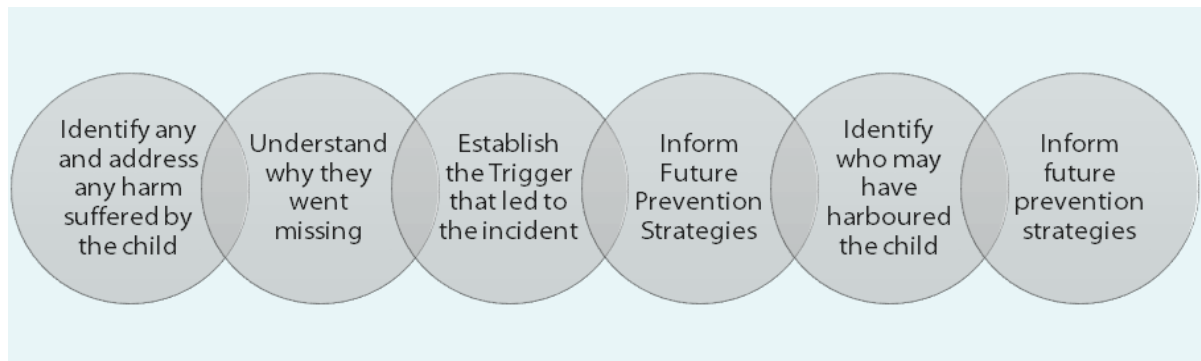 Identify any
and address
any harm
suffered by
the child
Understand
why they
went
missing
Establish
the Trigger
that led to
the incident
Inform
Future
Prevention
Strategies
Identify
who may
have
harboured
the child
Inform
future
prevention
strategies